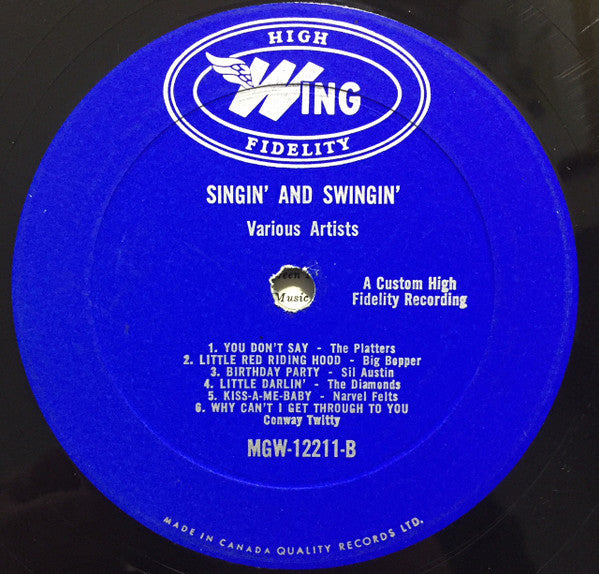 HIGH
WING
FIDELITY
SINGIN' AND SWINGIN'
Various Artists
Music
A Custom High
Fidelity Recording
1. YOU DON'T SAY - The Platters
2. LITTLE RED RIDING HOOD - Big Bopper
3. BIRTHDAY PARTY - Sil Austin
4. LITTLE DARLIN' - The Diamonds
5. KISS-A-ME-BABY - Narvel Felts
6. WHY CAN'T I GET THROUGH TO YOU
Conway Twitty
MGW-12211-B
MADE IN CANADA QUALITY RECORDS LTD.